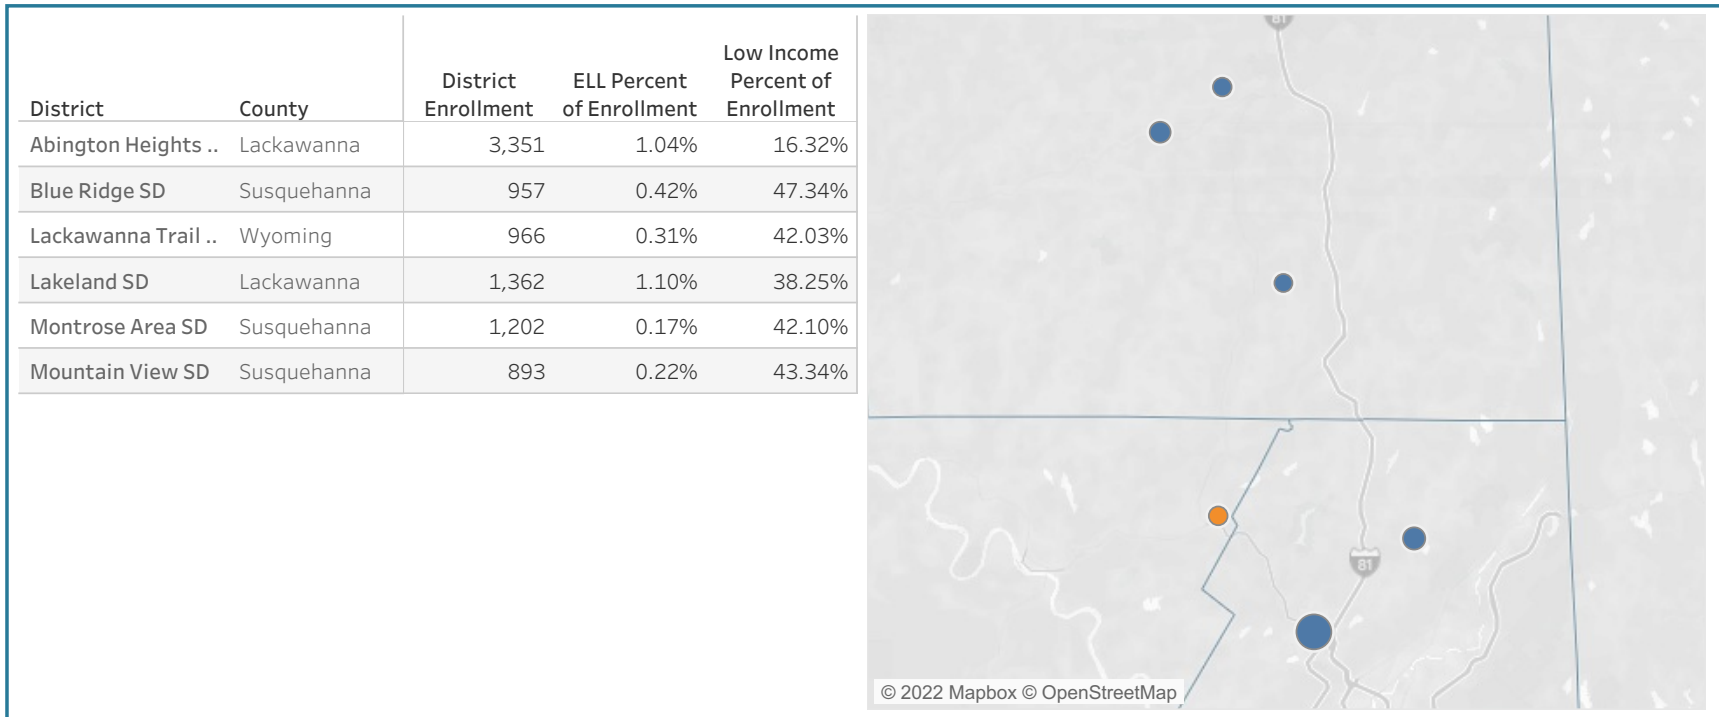 District County District Enrollment ELL Percent of Enrollment Low Income Percent of Enrollment
Abington Heights .. Lackawanna 3,351 1.04% 16.32%
Blue Ridge SD Susquehanna 957 0.42% 47.34%
Lackawanna Trail .. Wyoming 966 0.31% 42.03%
Lakeland SD Lackawanna 1,362 1.10% 38.25%
Montrose Area SD Susquehanna 1,202 0.17% 42.10%
Mountain View SD Susquehanna 893 0.22% 43.34%
81
81
© 2022 Mapbox © OpenStreetMap